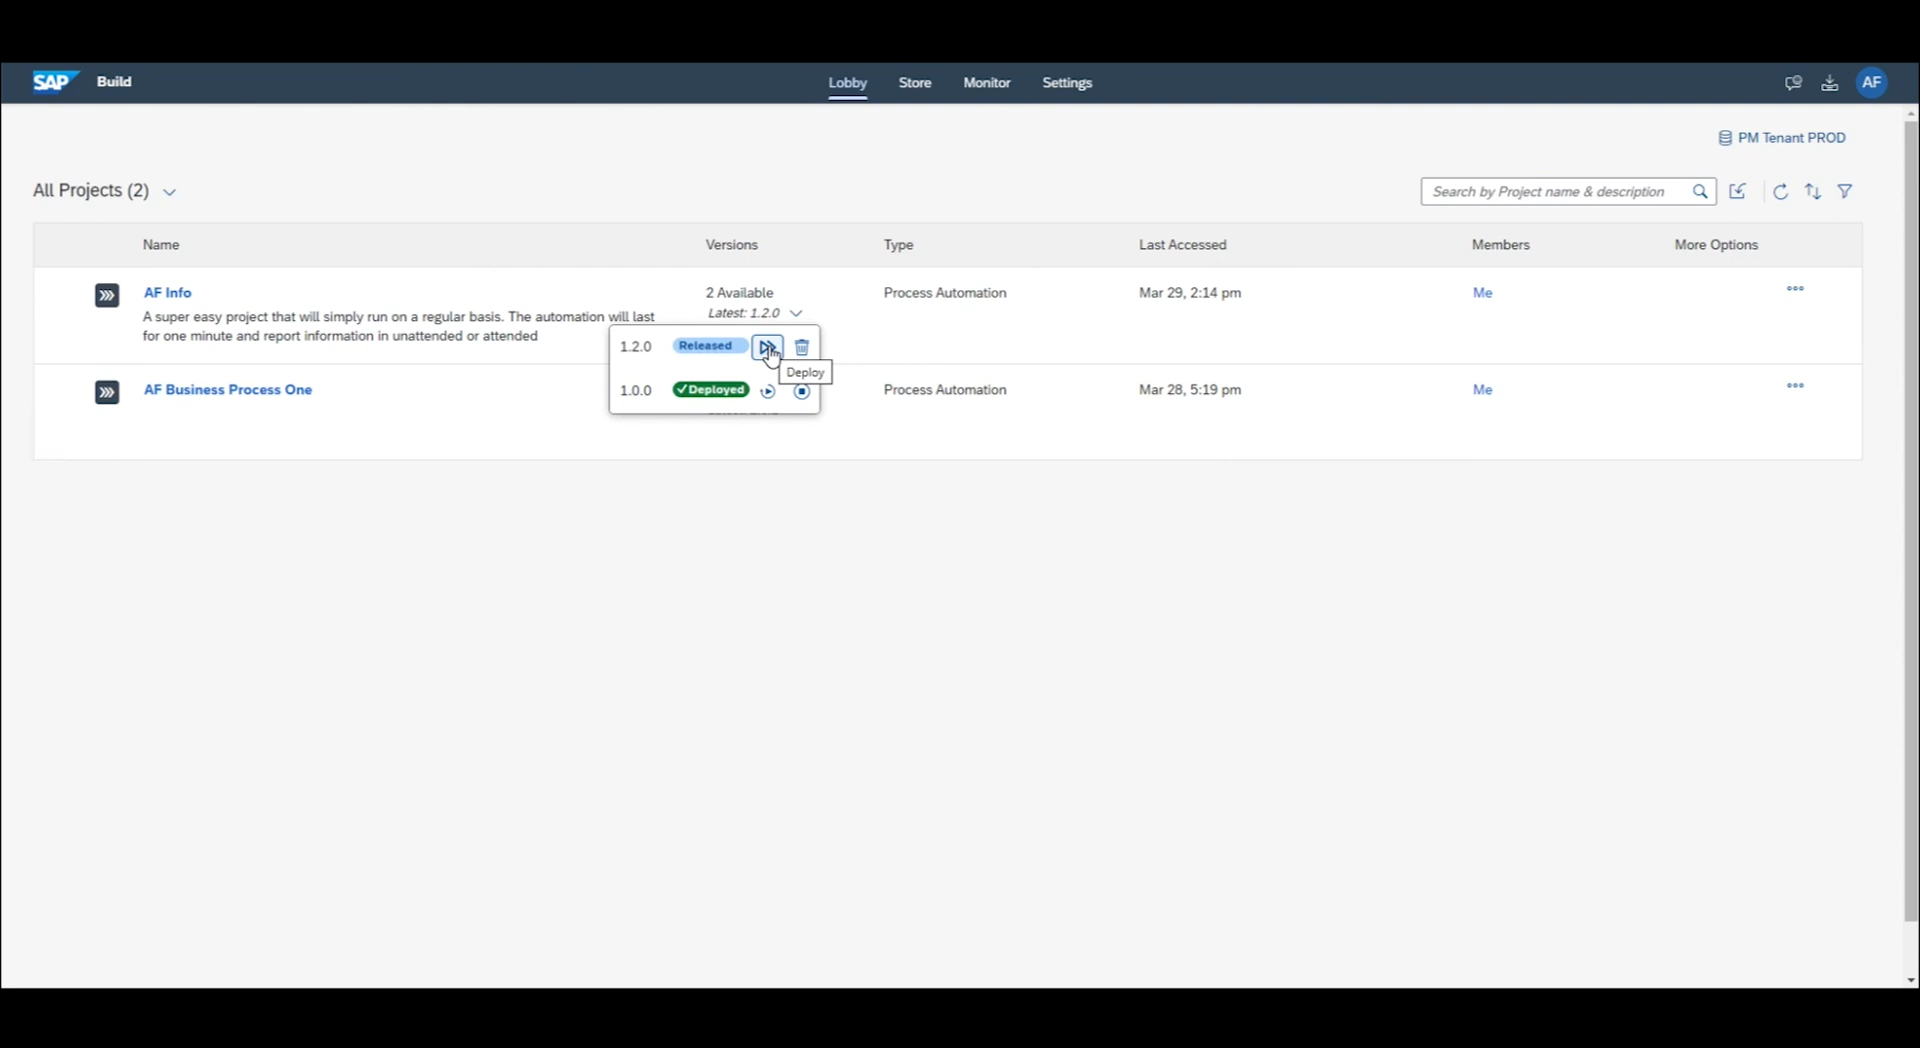 SAP Build Lobby Store Monitor Settings AF
PM Tenant PROD
All Projects (2) Search by Project name & description
Name Versions Type Last Accessed Members More Options
AF Info 2 Available Process Automation Mar 29, 2:14 pm Me
Latest: 1.2.0
A super easy project that will simply run on a regular basis. The automation will last
for one minute and report information in unattended or attended
1.2.0 Released
Deploy
AF Business Process One 1.0.0 Deployed Process Automation Mar 28, 5:19 pm Me